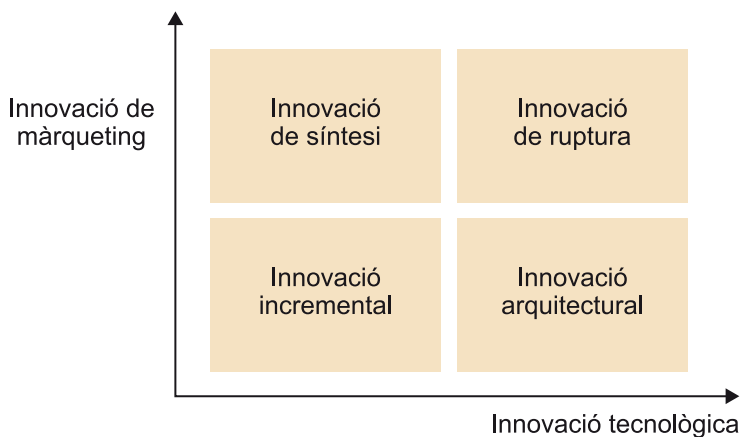 Innovació de
màrqueting
Innovació
de síntesi
Innovació
de ruptura
Innovació
incremental
Innovació
arquitectural
Innovació tecnològica